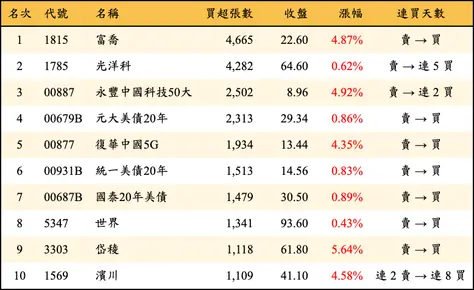 名次 代號 名稱 買超張數 收盤 漲幅 連買天數
1 1815 富喬 4,665 22.60 4.87% 賣 → 買
2 1785 光洋科 4,282 64.60 0.62% 賣 → 連 5 買
3 00887 永豐中國科技50大 2,502 8.96 4.92% 賣 → 連 2 買
4 00679B 元大美債20年 2,313 29.34 0.86% 賣 → 買
5 00877 復華中國5G 1,934 13.44 4.35% 賣 → 買
6 00931B 統一美債20年 1,513 14.56 0.83% 賣 → 買
7 00687B 國泰20年美債 1,479 30.50 0.89% 賣 → 買
8 5347 世界 1,341 93.60 0.43% 賣 → 買
9 3303 岱稜 1,118 61.80 5.64% 賣 → 買
10 1569 濱川 1,109 41.10 4.58% 連 2 賣 → 連 8 買